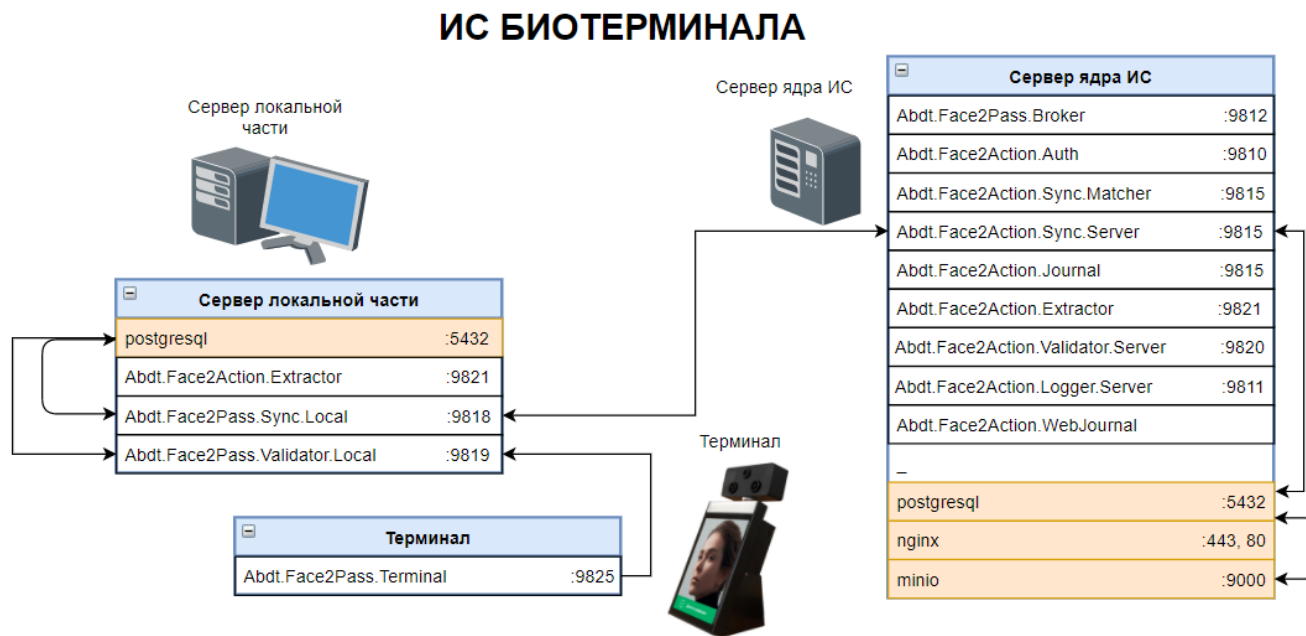 ИС БИОТЕРМИНАЛА
Сервер локальной
части
Сервер ядра ИС
Сервер ядра ИС
Abdt.Face2Pass.Broker :9812
Abdt.Face2Action.Auth :9810
Abdt.Face2Action.Sync.Matcher :9815
Abdt.Face2Action.Sync.Server :9815
Abdt.Face2Action.Journal :9815
Abdt.Face2Action.Extractor :9821
Abdt.Face2Action.Validator.Server :9820
Abdt.Face2Action.Logger.Server :9811
Abdt.Face2Action.WebJournal
_
postgresql :5432
nginx :443, 80
minio :9000
Сервер локальной части
postgresql :5432
Abdt.Face2Action.Extractor :9821
Abdt.Face2Pass.Sync.Local :9818
Abdt.Face2Pass.Validator.Local :9819
Терминал
Терминал
Abdt.Face2Pass.Terminal :9825